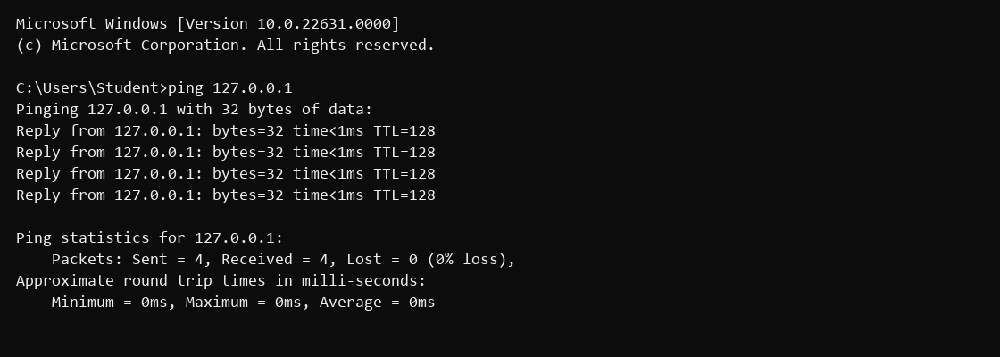 Microsoft Windows [Version 10.0.22631.0000]
(c) Microsoft Corporation. All rights reserved.

C:\Users\Student>ping 127.0.0.1
Pinging 127.0.0.1 with 32 bytes of data:
Reply from 127.0.0.1: bytes=32 time<1ms TTL=128
Reply from 127.0.0.1: bytes=32 time<1ms TTL=128
Reply from 127.0.0.1: bytes=32 time<1ms TTL=128
Reply from 127.0.0.1: bytes=32 time<1ms TTL=128

Ping statistics for 127.0.0.1:
    Packets: Sent = 4, Received = 4, Lost = 0 (0% loss),
Approximate round trip times in milli-seconds:
    Minimum = 0ms, Maximum = 0ms, Average = 0ms